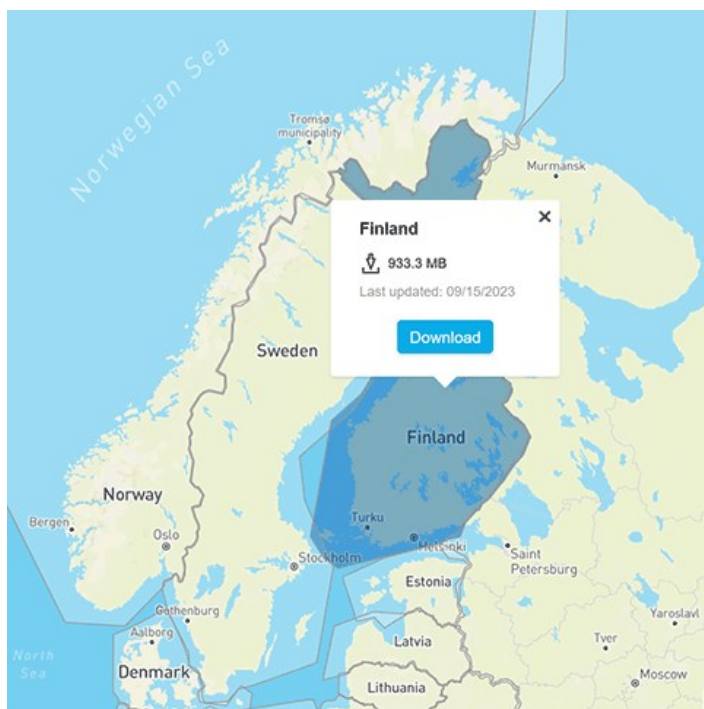 Norwegian Sea
Tromsø
municipality
Murmansk
Finland
933.3 MB
Last updated: 09/15/2023
Download
Sweden
Finland
Norway
Turku
Bergen
Oslo
Helsinki
Stockholm
Saint
Petersburg
Estonia
Gothenburg
Aalborg
Yaroslavl
Latvia
Tver
North
Sea
Denmark
Moscow
Lithuania